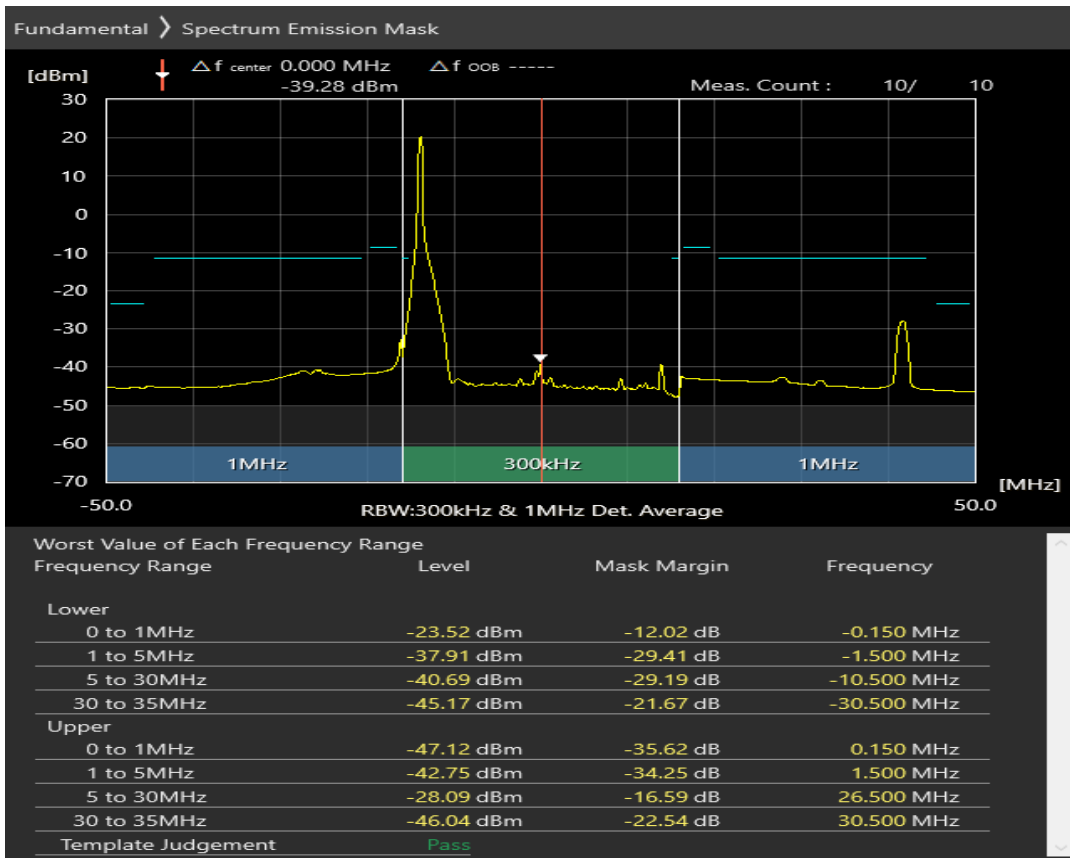 Fundamental ❯ Spectrum Emission Mask
[dBm] △f center 0.000 MHz △f OOB -----
-39.28 dBm Meas. Count : 10/ 10
30
20
10
0
-10
-20
-30
-40
-50
-60
1MHz 300kHz 1MHz
-70 [MHz]
-50.0 RBW:300kHz & 1MHz Det. Average 50.0
Worst Value of Each Frequency Range
Frequency Range Level Mask Margin Frequency
Lower
0 to 1MHz -23.52 dBm -12.02 dB -0.150 MHz
1 to 5MHz -37.91 dBm -29.41 dB -1.500 MHz
5 to 30MHz -40.69 dBm -29.19 dB -10.500 MHz
30 to 35MHz -45.17 dBm -21.67 dB -30.500 MHz
Upper
0 to 1MHz -47.12 dBm -35.62 dB 0.150 MHz
1 to 5MHz -42.75 dBm -34.25 dB 1.500 MHz
5 to 30MHz -28.09 dBm -16.59 dB 26.500 MHz
30 to 35MHz -46.04 dBm -22.54 dB 30.500 MHz
Template Judgement Pass